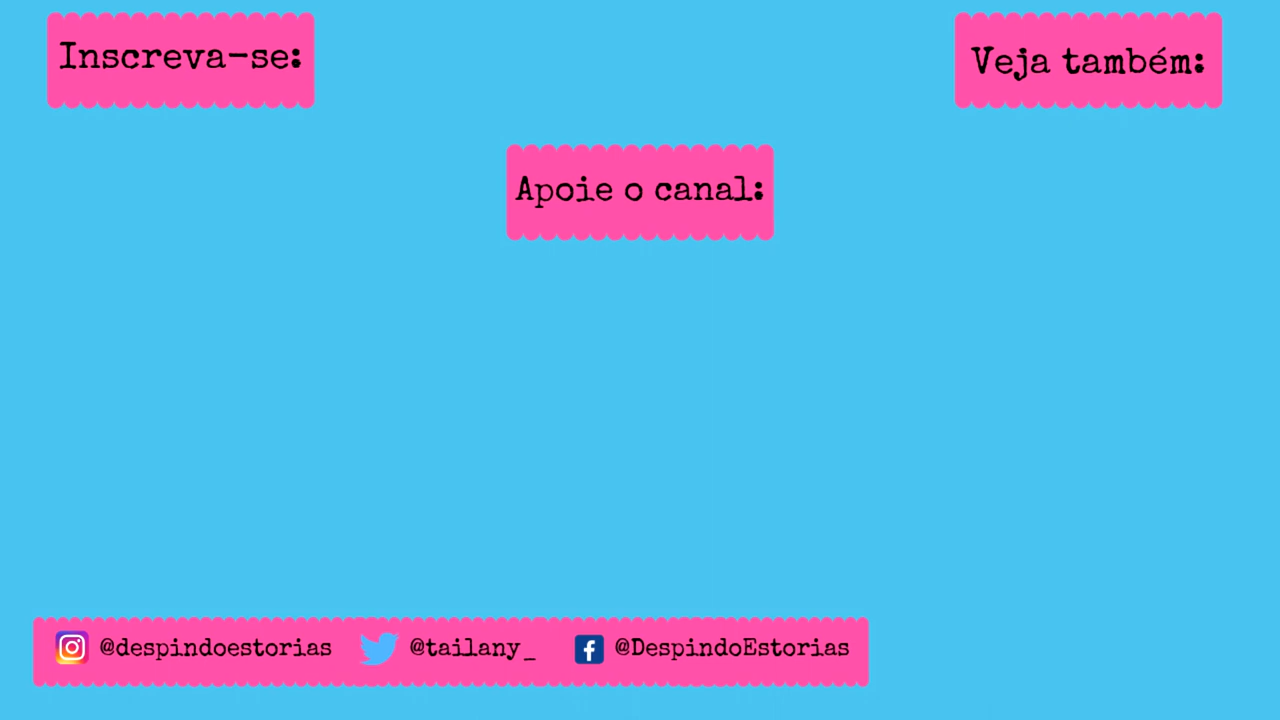 Inscreva-se:
Veja também:
Apoie o canal:
@despindoestorias @tailany_ @DespindoEstorias